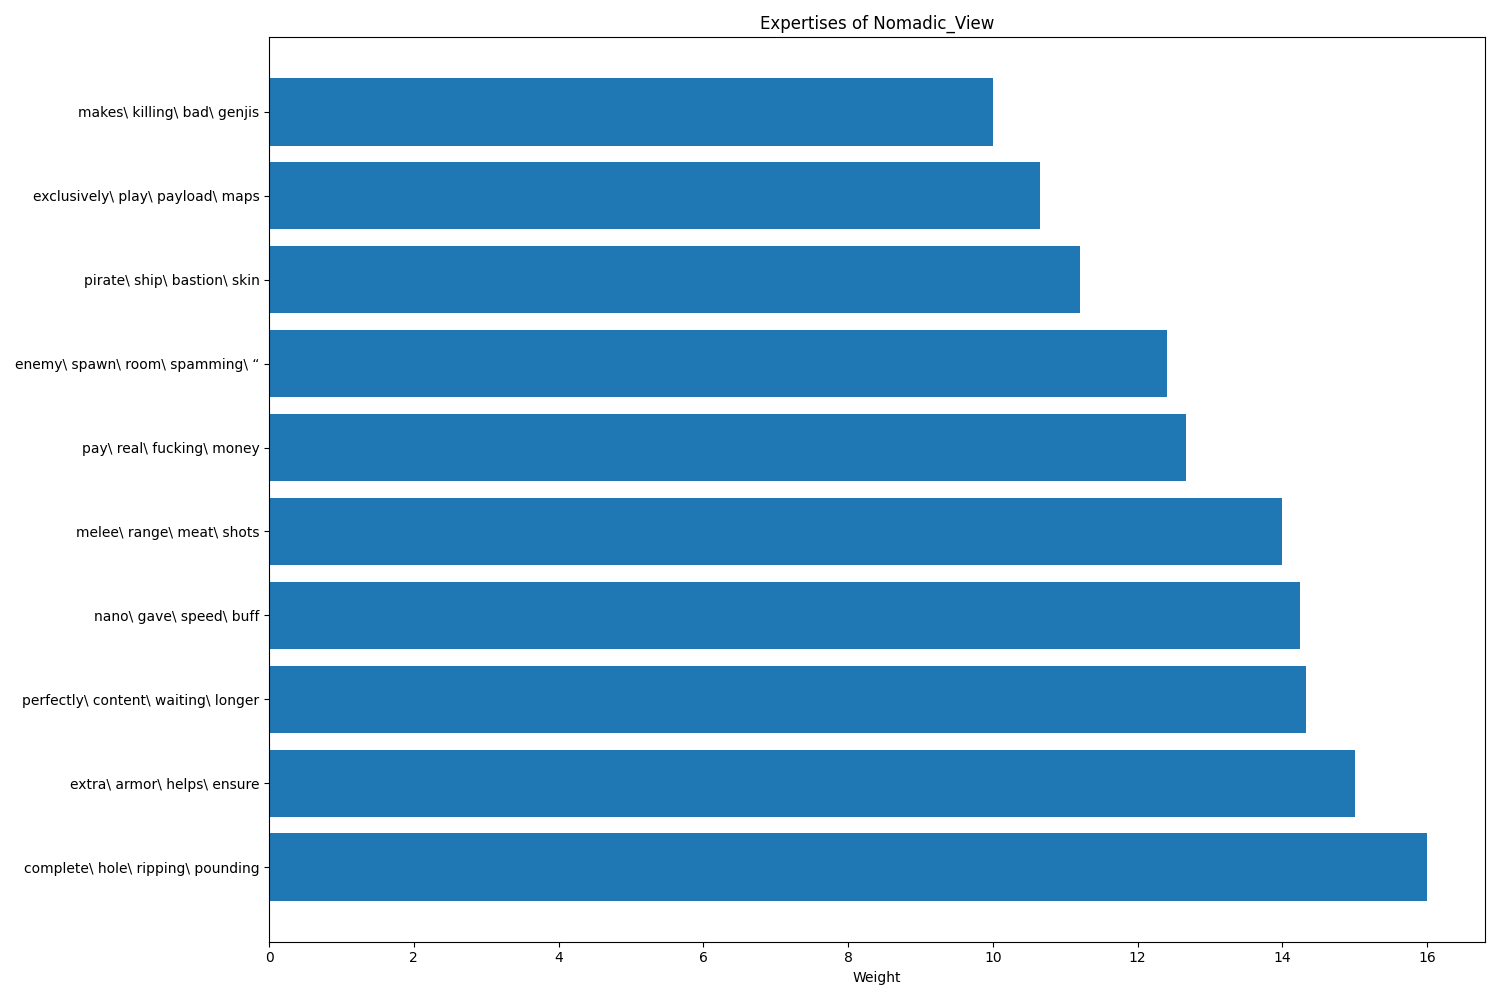 Expertises of Nomadic_View
makes\ killing\ bad\ genjis
exclusively\ play\ payload\ maps
pirate\ ship\ bastion\ skin
enemy\ spawn\ room\ spamming\ “
pay\ real\ fucking\ money
melee\ range\ meat\ shots
nano\ gave\ speed\ buff
perfectly\ content\ waiting\ longer
extra\ armor\ helps\ ensure
complete\ hole\ ripping\ pounding
0 2 4 6 8 10 12 14 16
Weight